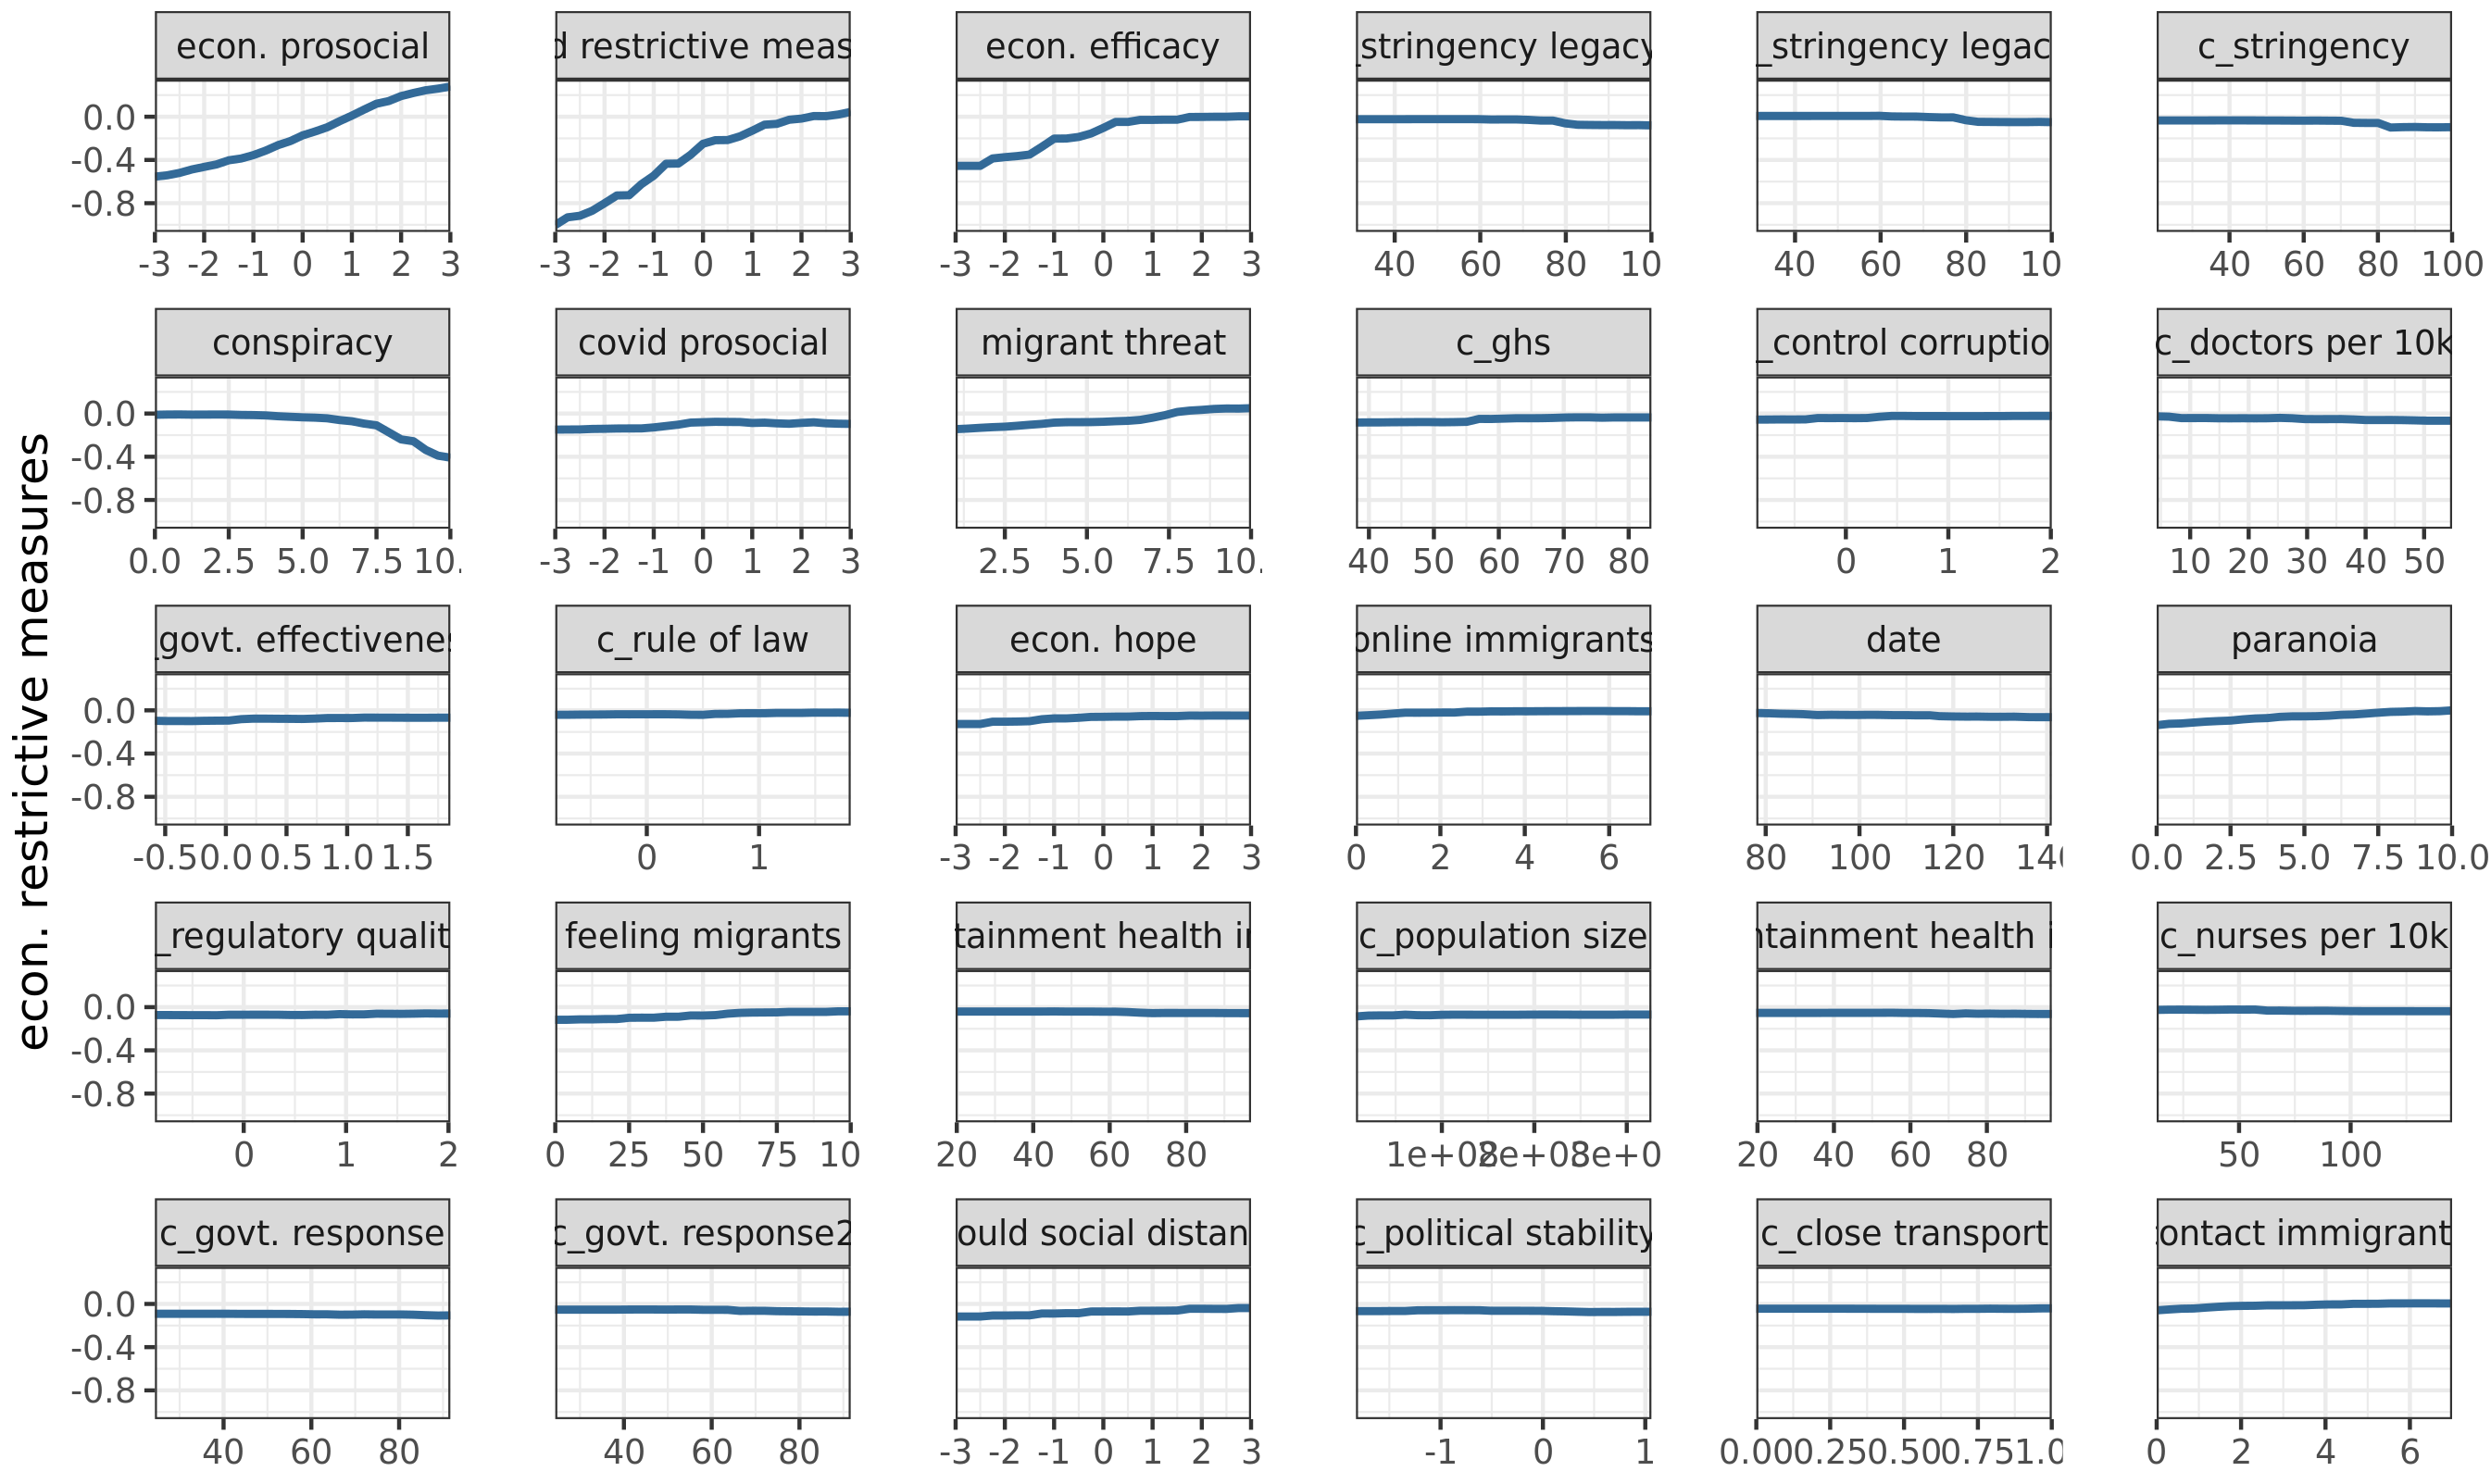 econ. restrictive measures
econ. prosocial
restrictive meas
econ. efficacy
_stringency legacy
_stringency legac
c_stringency
0.0
-0.4
-0.8
-3 -2 -1 0 1 2 3
-3 -2 -1 0 1 2 3
-3 -2 -1 0 1 2 3
40 60 80 10
40 60 80 10
40 60 80 100
conspiracy
covid prosocial
migrant threat
c_ghs
_control corruptio
c_doctors per 10k
0.0
-0.4
-0.8
0.0 2.5 5.0 7.5 10.
-3 -2 -1 0 1 2 3
2.5 5.0 7.5 10.
40 50 60 70 80
0 1 2
10 20 30 40 50
_govt. effectivene
c_rule of law
econ. hope
online immigrants
date
paranoia
0.0
-0.4
-0.8
-0.5 0.0 0.5 1.0 1.5
0 1
-3 -2 -1 0 1 2 3
0 2 4 6
80 100 120 140
0.0 2.5 5.0 7.5 10.0
_regulatory qualit
feeling migrants
tainment health i
c_population size
ntainment health i
c_nurses per 10k
0.0
-0.4
-0.8
0 1 2
0 25 50 75 10
20 40 60 80
20 40 60 80
50 100
c_govt. response
c_govt. response2
ould social distan
c_political stability
c_close transport
ontact immigrant
0.0
-0.4
-0.8
40 60 80
40 60 80
-3 -2 -1 0 1 2 3
-1 0 1
0.00 0.25 0.50 0.75 1.0
0 2 4 6